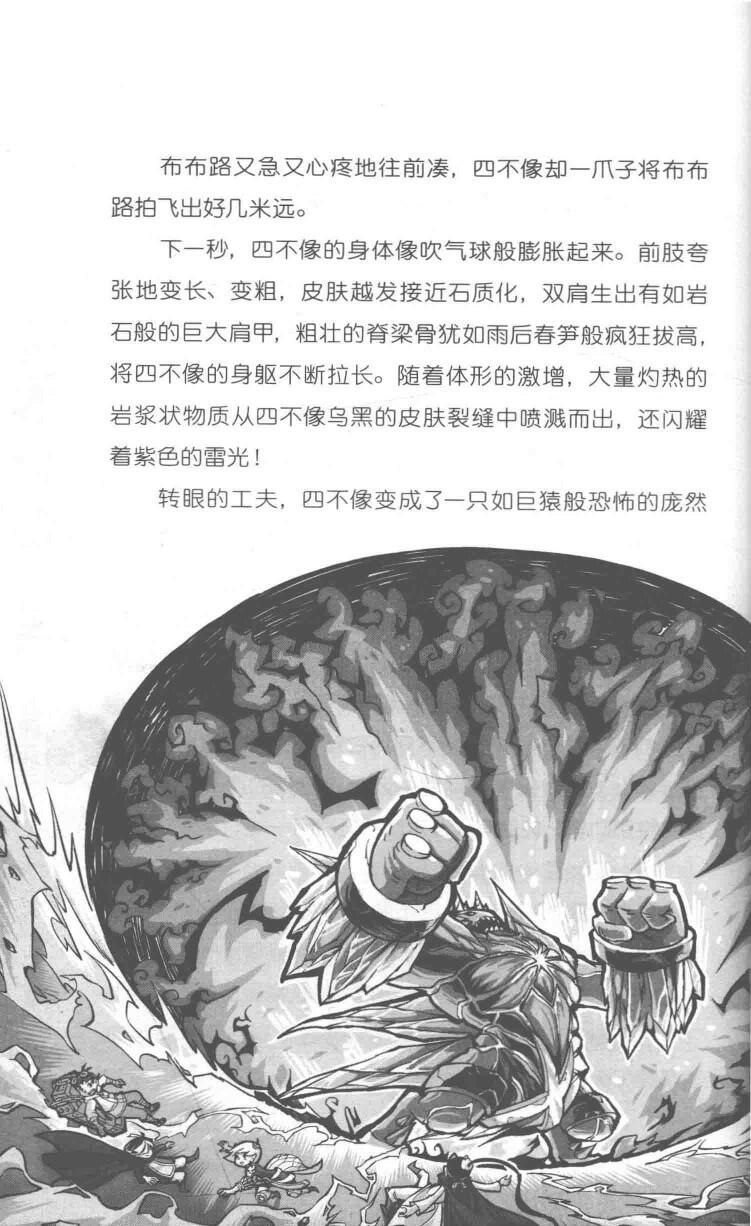 布布路又急又心疼地往前凑，四不像却一爪子将布布
路拍飞出好几米远。
下一秒，四不像的身体像吹气球般膨胀起来。前肢夸
张地变长、变粗，皮肤越发接近石质化，双肩生出有如岩
石般的巨大肩甲，粗壮的脊梁骨犹如雨后春笋般疯狂拔高，
将四不像的身躯不断拉长。随着体形的激增，大量灼热的
岩浆状物质从四不像乌黑的皮肤裂缝中喷溅而出，还闪耀
着紫色的雷光！
转眼的工夫，四不像变成了一只如巨猿般恐怖的庞然